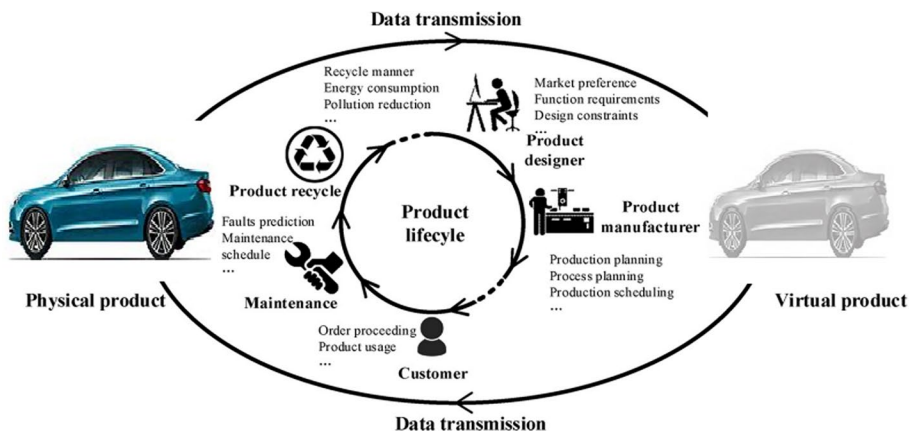 Data transmission
Recycle manner
Energy consumption
Pollution reduction
...
Market preference
Function requirements
Design constraints
...
Product
designer
Product recycle
Product
lifecyle
Product
manufacturer
Faults prediction
Maintenance
schedule
...
Production planning
Process planning
Production scheduling
...
Physical product
Maintenance
Virtual product
Order proceeding
Product usage
...
Customer
Data transmission